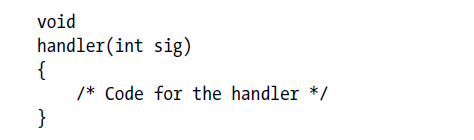 void
handler(int sig)
{
    /* Code for the handler */
}